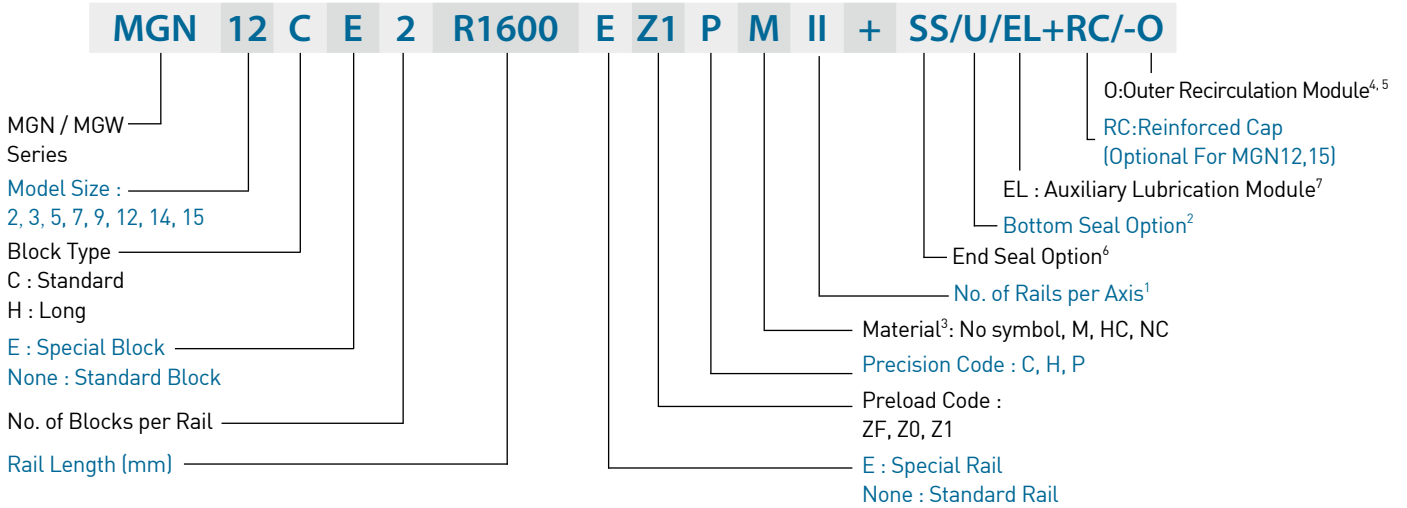 MGN 12 C E 2 R1600 E Z1 P M II + SS/U/EL+RC/-O
MGN / MGW
Series
Model Size :
2, 3, 5, 7, 9, 12, 14, 15
Block Type
C : Standard
H : Long
E : Special Block
None : Standard Block
No. of Blocks per Rail
Rail Length (mm)
O:Outer Recirculation Module4, 5
RC:Reinforced Cap
(Optional For MGN12,15)
EL : Auxiliary Lubrication Module7
Bottom Seal Option2
End Seal Option6
No. of Rails per Axis1
Material3: No symbol, M, HC, NC
Precision Code : C, H, P
Preload Code :
ZF, Z0, Z1
E : Special Rail
None : Standard Rail